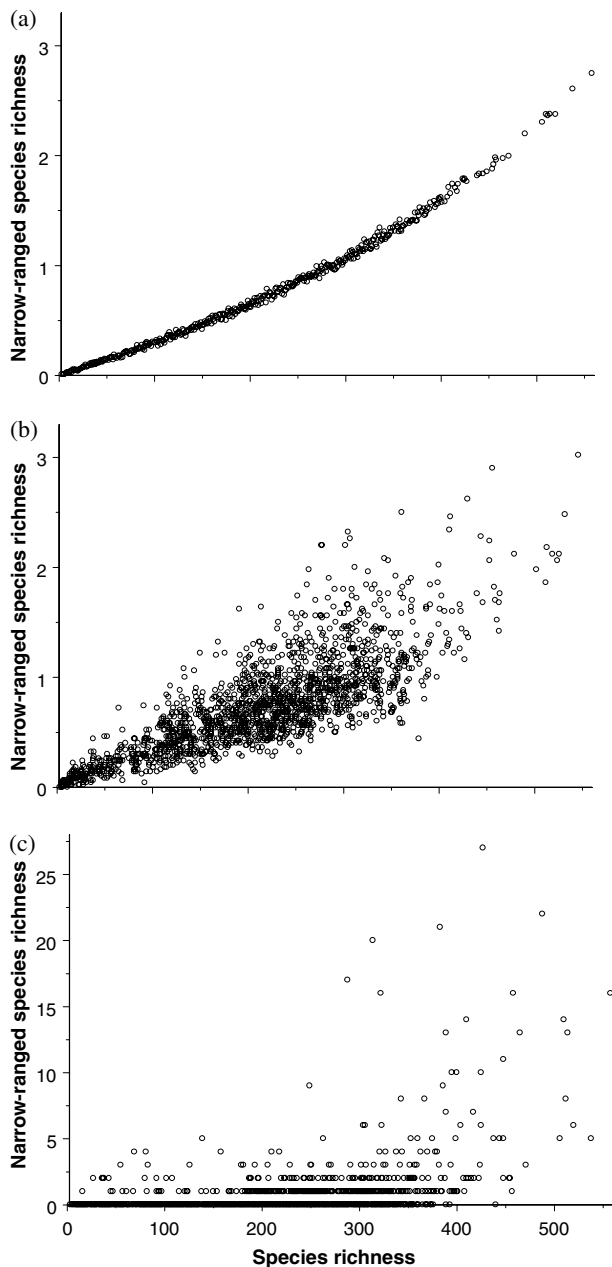 (a)
Narrow-ranged species richness
3
2
1
0
(b)
Narrow-ranged species richness
3
2
1
0
(c)
Narrow-ranged species richness
25
20
15
10
5
0
0 100 200 300 400 500
Species richness